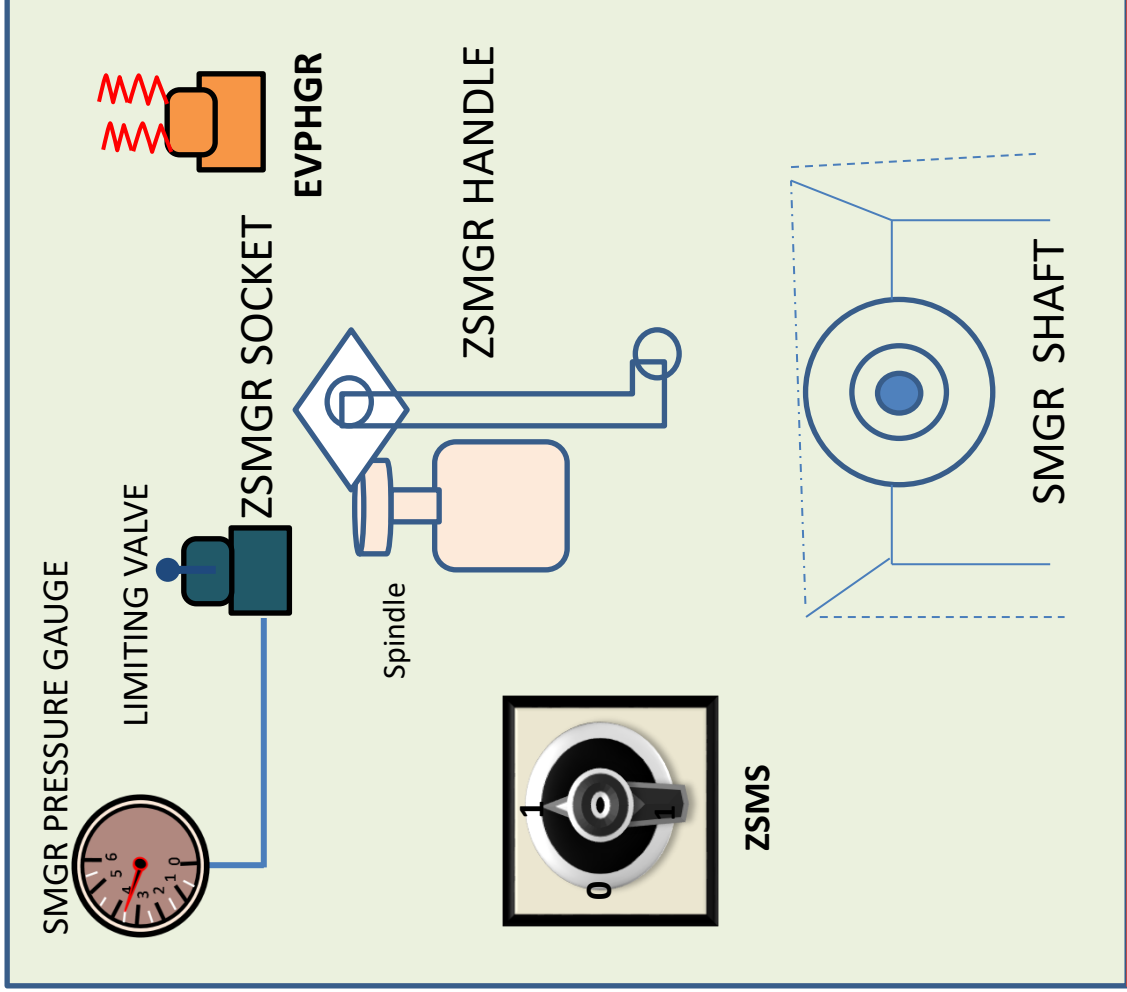 SMGR PRESSURE GAUGE
0
1
2
3
4
5
6
LIMITING VALVE
ZSMGR SOCKET
EVPHGR
Spindle
ZSMGR HANDLE
0
1
1
ZSMS
SMGR SHAFT